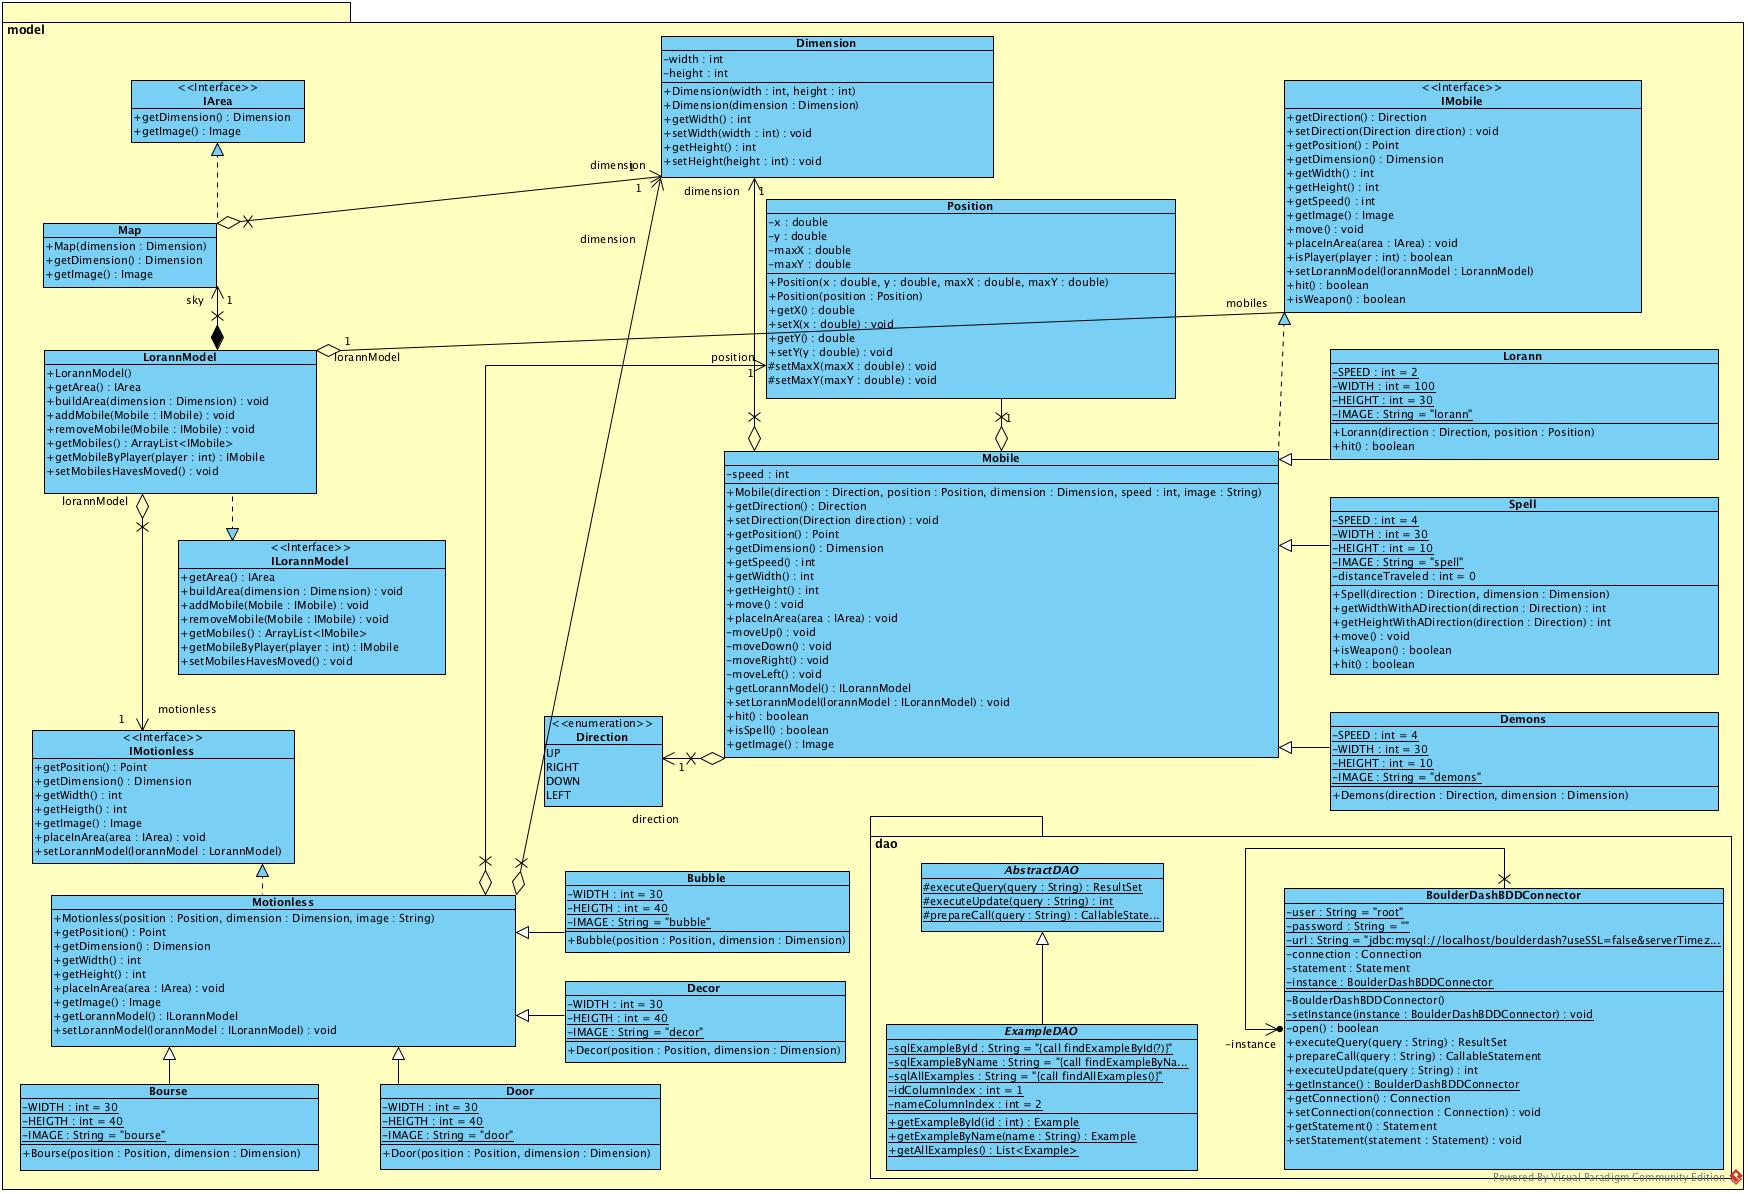 model
<<Interface>>
IArea
+getDimension() : Dimension
+getImage() : Image
Dimension
-width : int
-height : int
+Dimension(width : int, height : int)
+Dimension(dimension : Dimension)
+getWidth() : int
+setWidth(width : int) : void
+getHeight() : int
+setHeight(height : int) : void
<<Interface>>
IMobile
+getDirection() : Direction
+setDirection(Direction direction) : void
+getPosition() : Point
+getDimension() : Dimension
+getWidth() : int
+getHeight() : int
+getSpeed() : int
+getImage() : Image
+move() : void
+placeInArea(area : IArea) : void
+isPlayer(player : int) : boolean
+setLorannModel(lorannModel : LorannModel)
+hit() : boolean
+isWeapon() : boolean
dimension
1
1
dimension
1
dimension
Map
+Map(dimension : Dimension)
+getDimension() : Dimension
+getImage() : Image
sky
1
Position
-x : double
-y : double
-maxX : double
-maxY : double
+Position(x : double, y : double, maxX : double, maxY : double)
+Position(position : Position)
+getX() : double
+setX(x : double) : void
+getY() : double
+setY(y : double) : void
#setMaxX(maxX : double) : void
#setMaxY(maxY : double) : void
mobiles
1
lorannModel
position
1
1
LorannModel
+LorannModel()
+getArea() : IArea
+buildArea(dimension : Dimension) : void
+addMobile(Mobile : IMobile) : void
+removeMobile(Mobile : IMobile) : void
+getMobiles() : ArrayList<IMobile>
+getMobileByPlayer(player : int) : IMobile
+setMobilesHavesMoved() : void
lorannModel
Lorann
-SPEED : int = 2
-WIDTH : int = 100
-HEIGHT : int = 30
-IMAGE : String = "lorann"
+Lorann(direction : Direction, position : Position)
+hit() : boolean
<<Interface>>
ILorannModel
+getArea() : IArea
+buildArea(dimension : Dimension) : void
+addMobile(Mobile : IMobile) : void
+removeMobile(Mobile : IMobile) : void
+getMobiles() : ArrayList<IMobile>
+getMobileByPlayer(player : int) : IMobile
+setMobilesHavesMoved() : void
Mobile
-speed : int
+Mobile(direction : Direction, position : Position, dimension : Dimension, speed : int, image : String)
+getDirection() : Direction
+setDirection(Direction direction) : void
+getPosition() : Point
+getDimension() : Dimension
+getSpeed() : int
+getWidth() : int
+getHeight() : int
+move() : void
+placeInArea(area : IArea) : void
-moveUp() : void
-moveDown() : void
-moveRight() : void
-moveLeft() : void
+getLorannModel() : ILorannModel
+setLorannModel(lorannModel : ILorannModel) : void
+hit() : boolean
+isSpell() : boolean
+getImage() : Image
Spell
-SPEED : int = 4
-WIDTH : int = 30
-HEIGHT : int = 10
-IMAGE : String = "spell"
-distanceTraveled : int = 0
+Spell(direction : Direction, dimension : Dimension)
+getWidthWithADirection(direction : Direction) : int
+getHeightWithADirection(direction : Direction) : int
+move() : void
+isWeapon() : boolean
+hit() : boolean
motionless
1
<<Interface>>
IMotionless
+getPosition() : Point
+getDimension() : Dimension
+getWidth() : int
+getHeigth() : int
+getImage() : Image
+placeInArea(area : IArea) : void
+setLorannModel(lorannModel : LorannModel)
<<enumeration>>
Direction
UP
RIGHT
DOWN
LEFT
1
direction
Demons
-SPEED : int = 4
-WIDTH : int = 30
-HEIGHT : int = 10
-IMAGE : String = "demons"
+Demons(direction : Direction, dimension : Dimension)
Motionless
+Motionless(position : Position, dimension : Dimension, image : String)
+getPosition() : Point
+getDimension() : Dimension
+getWidth() : int
+getHeight() : int
+placeInArea(area : IArea) : void
+getImage() : Image
+getLorannModel() : ILorannModel
+setLorannModel(lorannModel : ILorannModel) : void
Bubble
-WIDTH : int = 30
-HEIGTH : int = 40
-IMAGE : String = "bubble"
+Bubble(position : Position, dimension : Dimension)
Decor
-WIDTH : int = 30
-HEIGTH : int = 40
-IMAGE : String = "decor"
+Decor(position : Position, dimension : Dimension)
Bourse
-WIDTH : int = 30
-HEIGTH : int = 40
-IMAGE : String = "bourse"
+Bourse(position : Position, dimension : Dimension)
Door
-WIDTH : int = 30
-HEIGTH : int = 40
-IMAGE : String = "door"
+Door(position : Position, dimension : Dimension)
dao
AbstractDAO
#executeQuery(query : String) : ResultSet
#executeUpdate(query : String) : int
#prepareCall(query : String) : CallableState...
ExampleDAO
-sqlExampleById : String = "{call findExampleById(?)}"
-sqlExampleByName : String = "{call findExampleByNa...
-sqlAllExamples : String = "{call findAllExamples()}"
-idColumnIndex : int = 1
-nameColumnIndex : int = 2
+getExampleById(id : int) : Example
+getExampleByName(name : String) : Example
+getAllExamples() : List<Example>
-instance
BoulderDashBDDConnector
-user : String = "root"
-password : String = ""
-url : String = "jdbc:mysql://localhost/boulderdash?useSSL=false&serverTimez...
-connection : Connection
-statement : Statement
-instance : BoulderDashBDDConnector
-BoulderDashBDDConnector()
-setInstance(instance : BoulderDashBDDConnector) : void
-open() : boolean
+executeQuery(query : String) : ResultSet
+prepareCall(query : String) : CallableStatement
+executeUpdate(query : String) : int
+getInstance() : BoulderDashBDDConnector
+getConnection() : Connection
+setConnection(connection : Connection) : void
+getStatement() : Statement
+setStatement(statement : Statement) : void
Powered By Visual Paradigm Community Edition